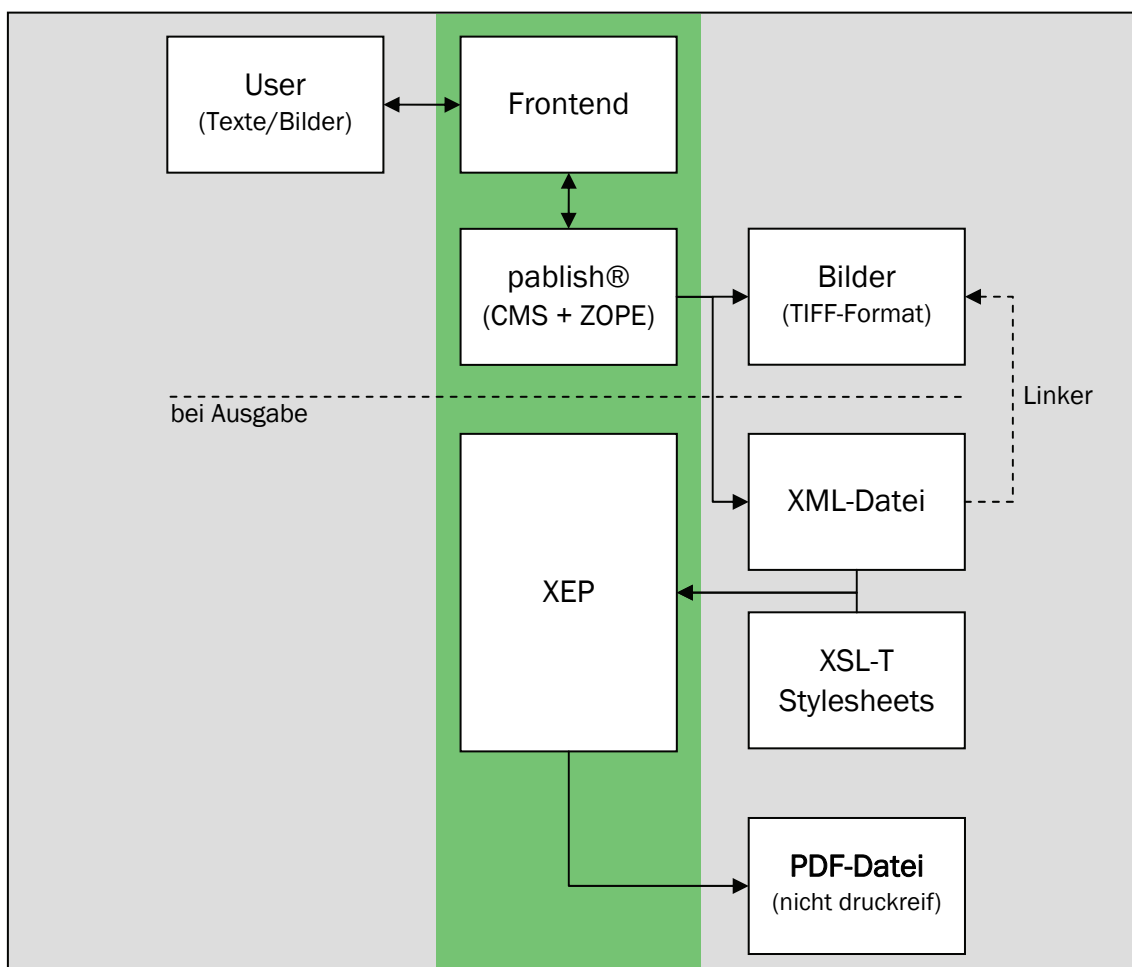 User
(Texte/Bilder)
Frontend
pablish®
(CMS + ZOPE)
Bilder
(TIFF-Format)
Linker
bei Ausgabe
XEP
XML-Datei
XSL-T
Stylesheets
PDF-Datei
(nicht druckreif)